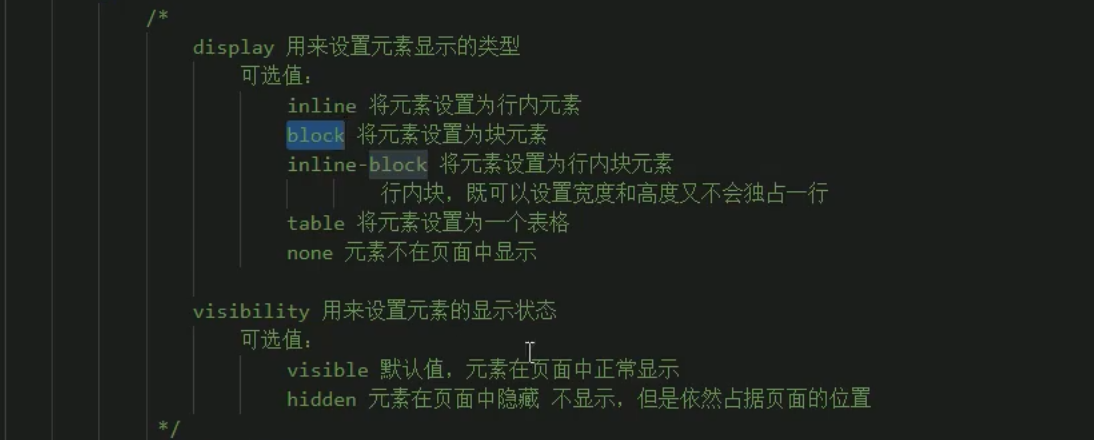 /*
display 用来设置元素显示的类型
可选值：
inline 将元素设置为行内元素
block 将元素设置为块元素
inline-block 将元素设置为行内块元素
行内块，既可以设置宽度和高度又不会独占一行
table 将元素设置为一个表格
none 元素不在页面中显示
visibility 用来设置元素的显示状态
可选值：
visible 默认值，元素在页面中正常显示
hidden 元素在页面中隐藏 不显示，但是依然占据页面的位置
*/